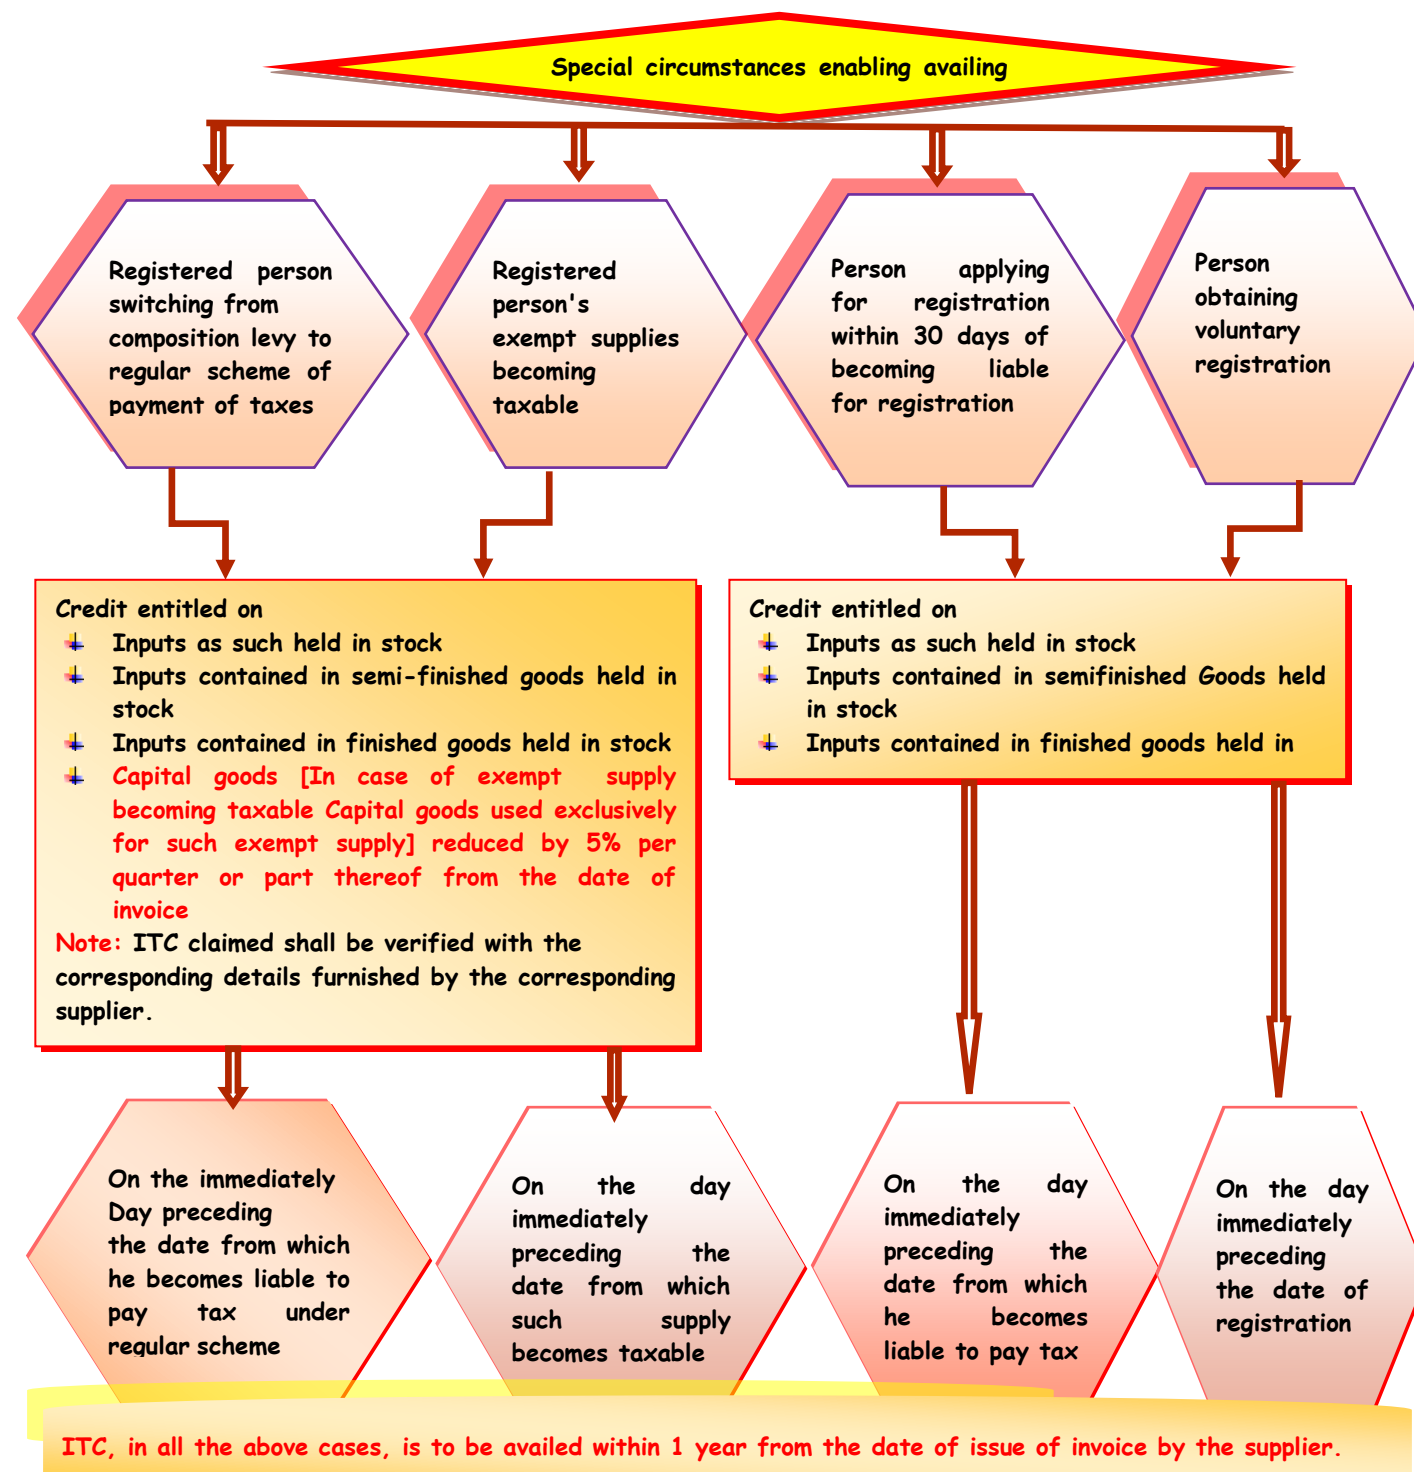 Special circumstances enabling availing
Registered person
switching from
composition levy to
regular scheme of
payment of taxes
Registered
person's
exempt supplies
becoming
taxable
Person applying
for registration
within 30 days of
becoming liable
for registration
Person
obtaining
voluntary
registration
Credit entitled on
Inputs as such held in stock
Inputs contained in semi-finished goods held in
stock
Inputs contained in finished goods held in stock
Capital goods [In case of exempt supply
becoming taxable Capital goods used exclusively
for such exempt supply] reduced by 5% per
quarter or part thereof from the date of
invoice
Note: ITC claimed shall be verified with the
corresponding details furnished by the corresponding
supplier.
Credit entitled on
Inputs as such held in stock
Inputs contained in semifinished Goods held
in stock
Inputs contained in finished goods held in
On the immediately
Day preceding
the date from which
he becomes liable to
pay tax under
regular scheme
On the day
immediately
preceding the
date from which
such supply
becomes taxable
On the day
immediately
preceding the
date from which
he becomes
liable to pay tax
On the day
immediately
preceding
the date of
registration
ITC, in all the above cases, is to be availed within 1 year from the date of issue of invoice by the supplier.